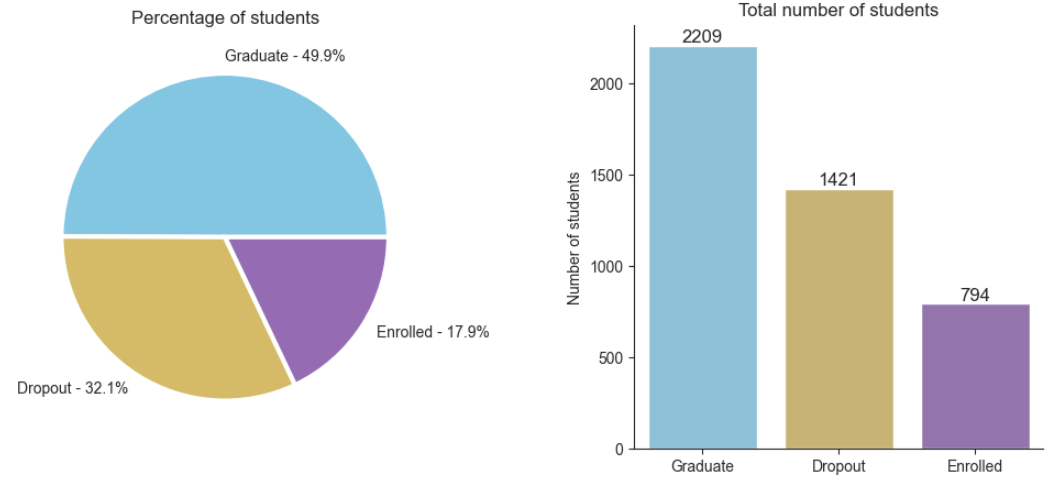 Percentage of students
Graduate - 49.9%
Enrolled - 17.9%
Dropout - 32.1%
Total number of students
Number of students
2000
1500
1000
500
0
2209
1421
794
Graduate
Dropout
Enrolled